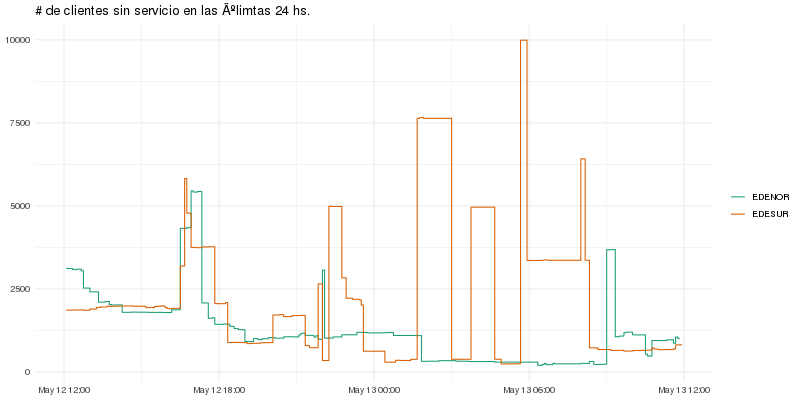 # de clientes sin servicio en las Ãºlimtas 24 hs.
10000
7500
5000
2500
0
May 12 12:00
May 12 18:00
May 13 00:00
May 13 06:00
May 13 12:00
EDENOR
EDESUR